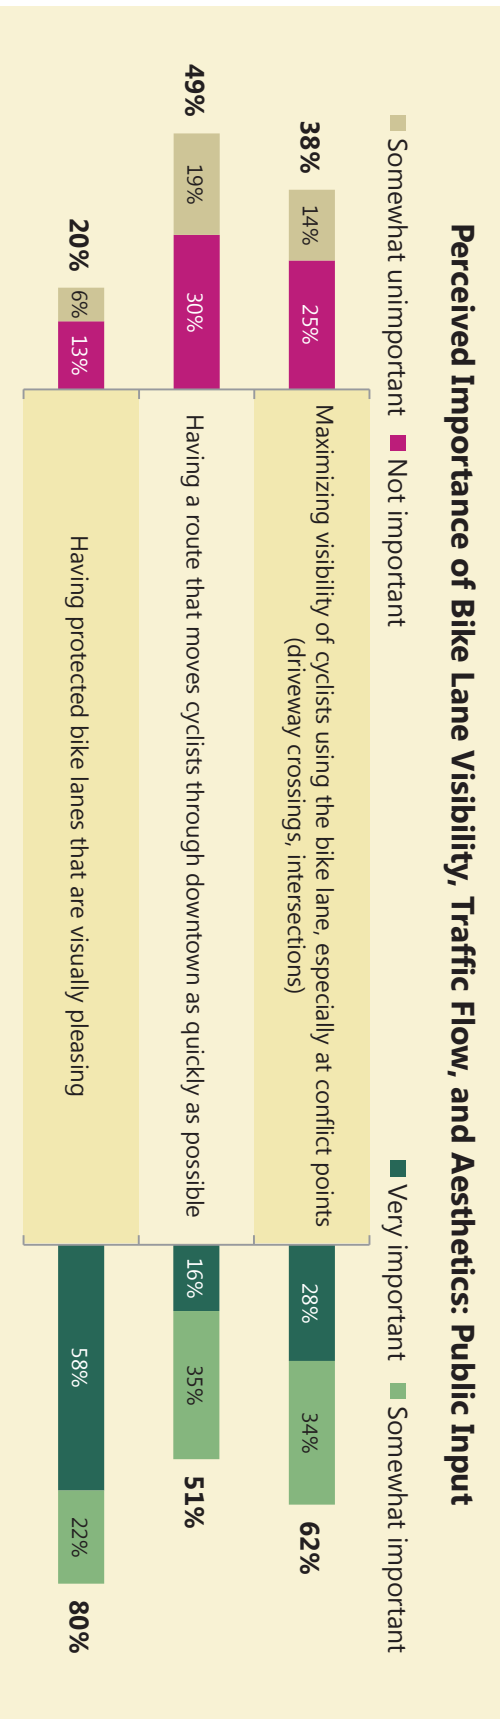 Perceived Importance of Bike Lane Visibility, Traffic Flow, and Aesthetics: Public Input
Somewhat unimportant Not important Very important Somewhat important
38% 14% 25% Maximizing visibility of cyclists using the bike lane, especially at conflict points 28% 34% 62%
(driveway crossings, intersections)
49% 19% 30% Having a route that moves cyclists through downtown as quickly as possible 16% 35% 51%
20% 6% 13% Having protected bike lanes that are visually pleasing 58% 22% 80%